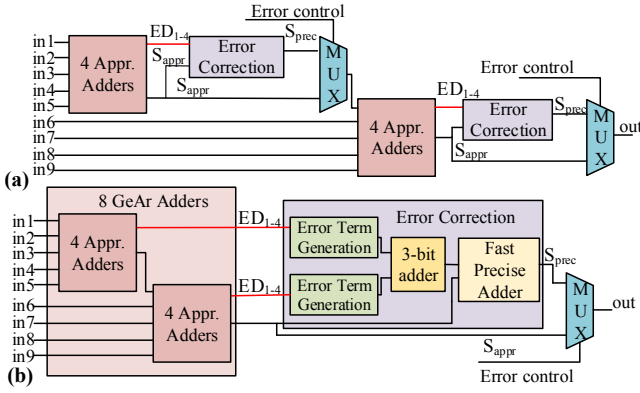 Error control
in1
in2
in3
in4
in5
in6
in7
in8
in9
4 Appr.
Adders
ED1-4
Sappr
Sappr
Error
Correction
Sprec
M
U
X
4 Appr.
Adders
ED1-4
Sappr
Error
Correction
Error control
Sprec
M
U
X
out
(a)
8 GeAr Adders
in1
in2
in3
in4
in5
in6
in7
in8
in9
4 Appr.
Adders
4 Appr.
Adders
ED1-4
ED1-4
Error Correction
Error Term
Generation
Error Term
Generation
3-bit
adder
Fast
Precise
Adder
Sprec
M
U
X
out
Sappr
Error control
(b)